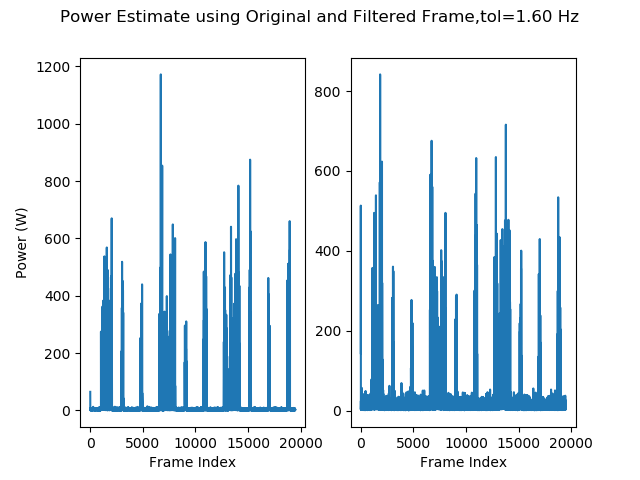 Power Estimate using Original and Filtered Frame,tol=1.60 Hz
1200
1000
800
600
400
200
0
Power (W)
0 5000 10000 15000 20000
Frame Index
800
600
400
200
0
0 5000 10000 15000 20000
Frame Index